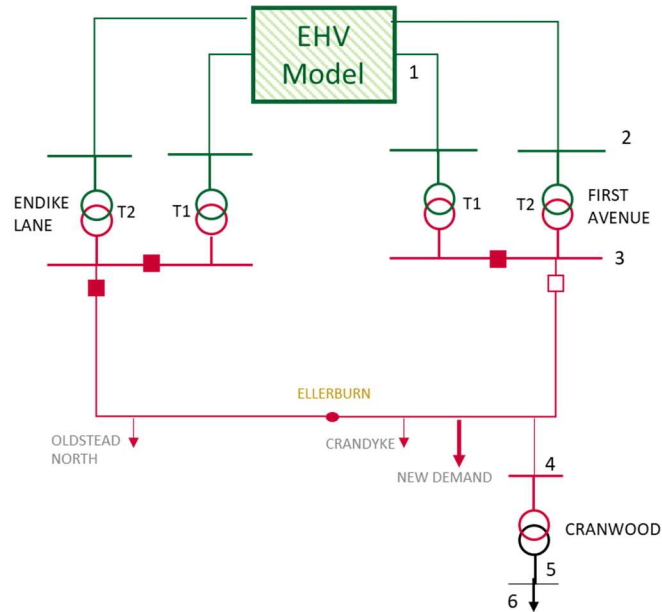 EHV
Model
1
2
ENDIKE
LANE
T2
T1
T1
T2
FIRST
AVENUE
3
ELLERBURN
OLDSTEAD
NORTH
CRANDYKE
NEW DEMAND
4
CRANWOOD
5
6